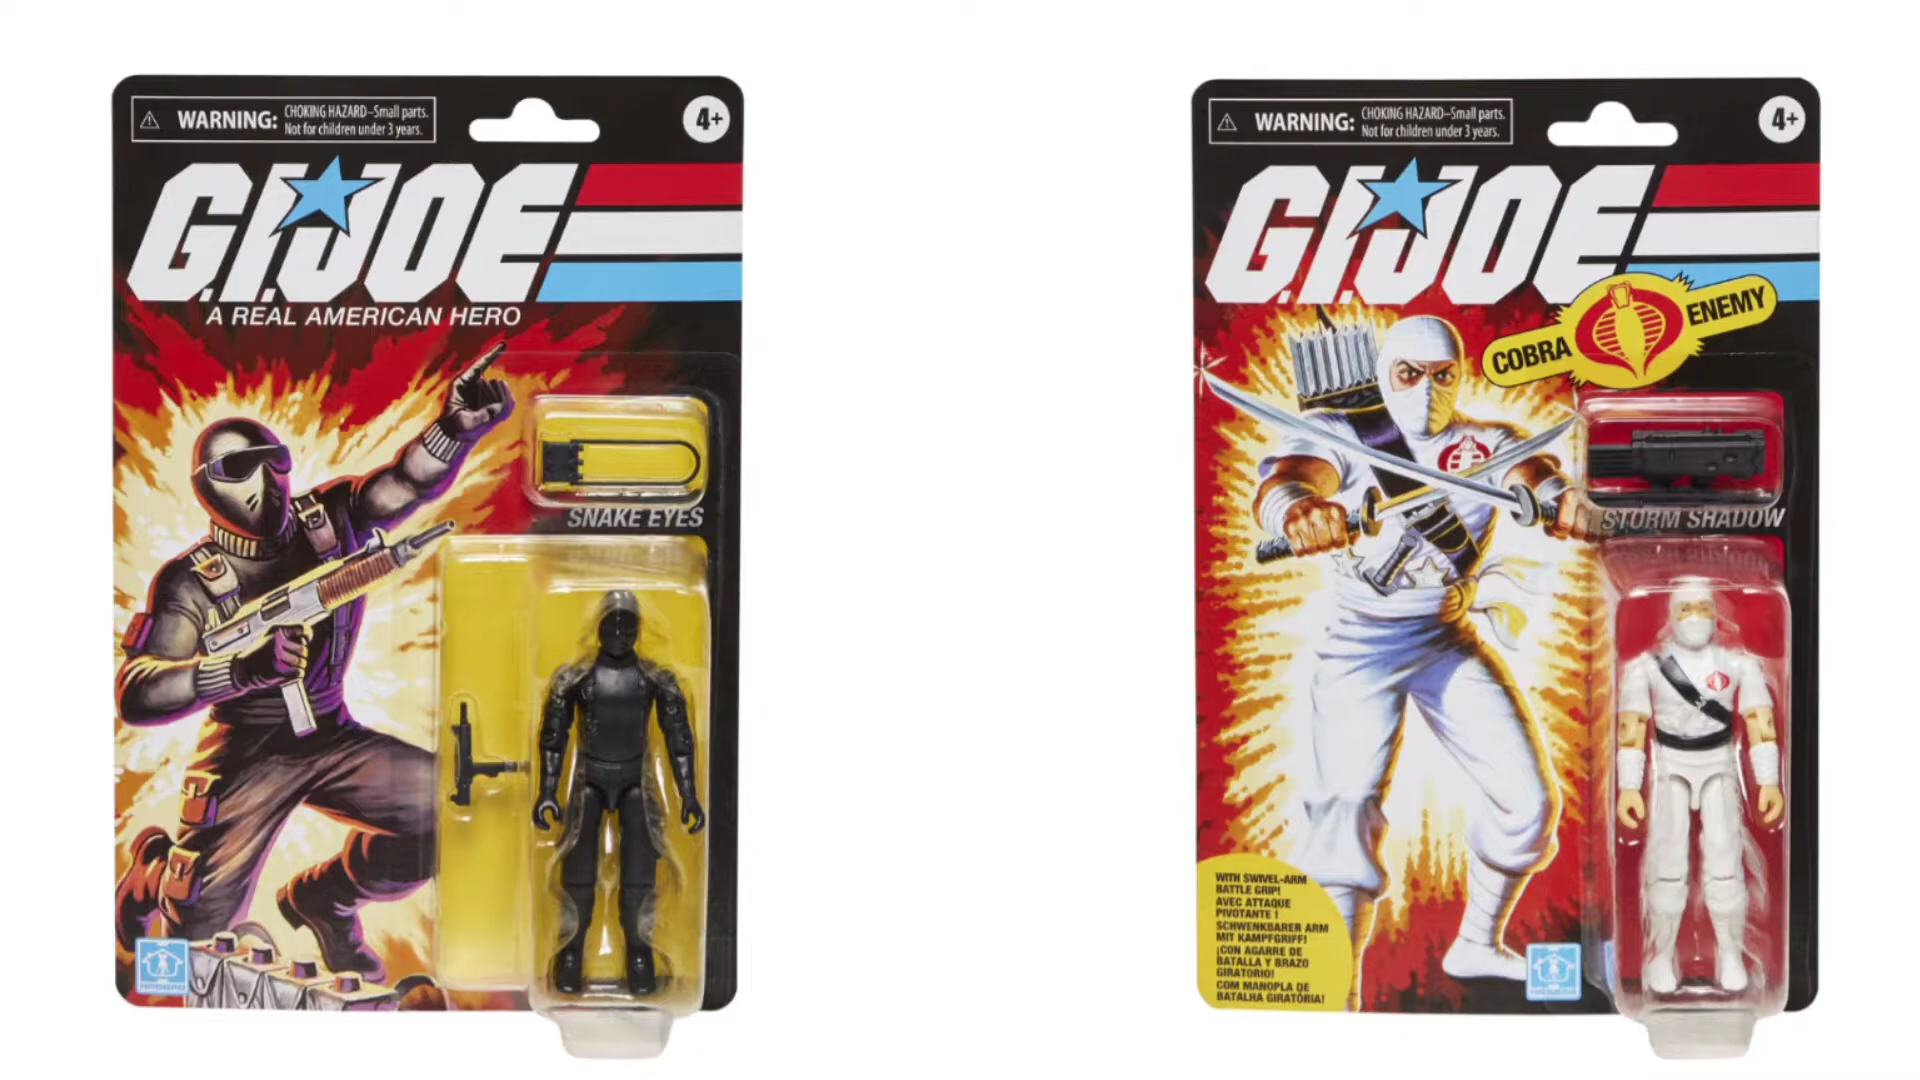 WARNING: CHOKING HAZARD–Small parts.
Not for children under 3 years.
4+
G.I.JOE
A REAL AMERICAN HERO
SNAKE EYES
HASBRO
WARNING: CHOKING HAZARD–Small parts.
Not for children under 3 years.
4+
G.I.JOE
COBRA ENEMY
STORM SHADOW
WITH SWIVEL-ARM
BATTLE GRIP!
AVEC ATTAQUE
PIVOTANTE !
SCHWENKBARER ARM
MIT KAMPFGRIFF!
¡CON AGARRE DE
BATALLA Y BRAZO
GIRATORIO!
COM MANOPLA DE
BATALHA GIRATÓRIA!
HASBRO